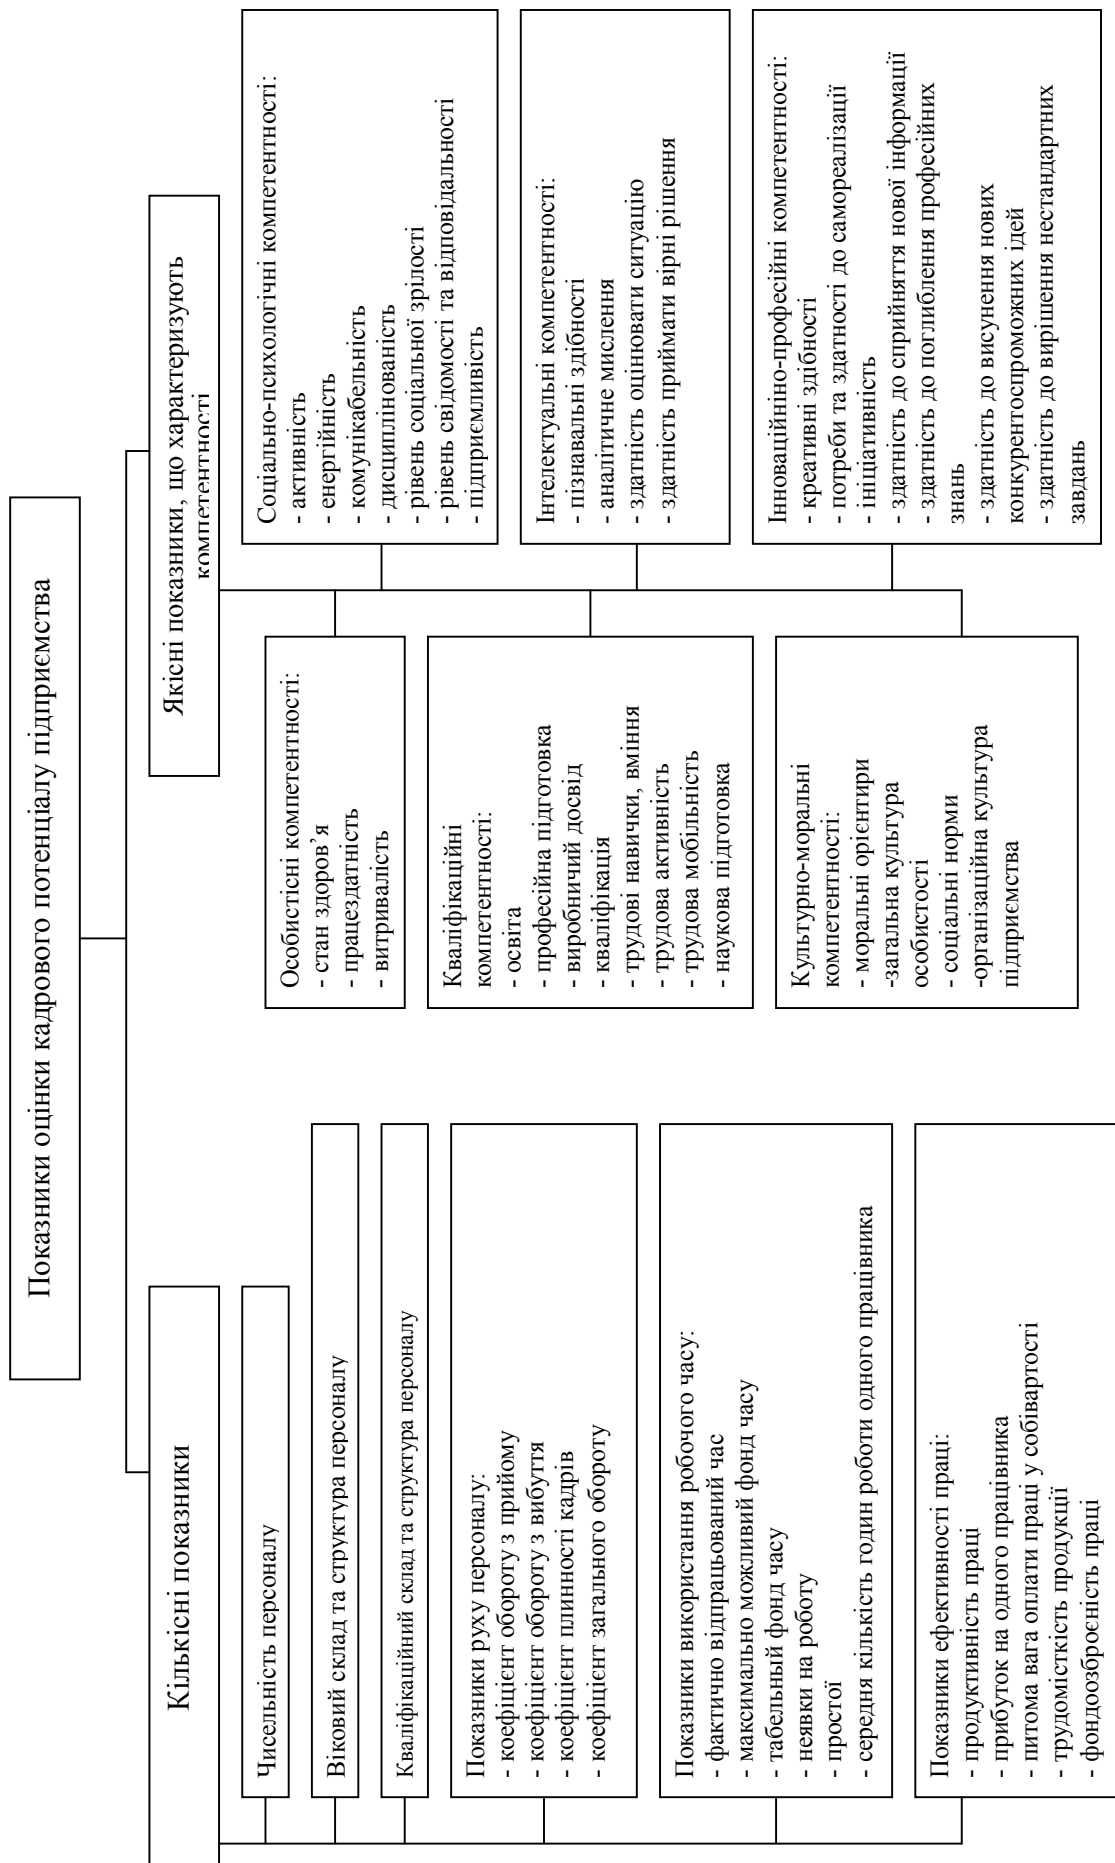 Показники оцінки кадрового потенціалу підприємства
Кількісні показники
Чисельність персоналу
Віковий склад та структура персоналу
Кваліфікаційний склад та структура персоналу
Показники руху персоналу:
- коефіцієнт обороту з прийому
- коефіцієнт обороту з вибуття
- коефіцієнт плинності кадрів
- коефіцієнт загального обороту
Показники використання робочого часу:
- фактично відпрацьований час
- максимально можливий фонд часу
- табельный фонд часу
- неявки на роботу
- простої
- середня кількість годин роботи одного працівника
Показники ефективності праці:
- продуктивність праці
- прибуток на одного працівника
- питома вага оплати праці у собівартості
- трудомісткість продукції
- фондоозброєність праці
Якісні показники, що характеризують
компетентності
Особистісні компетентності:
- стан здоров’я
- працездатність
- витривалість
Кваліфікаційні
компетентності:
- освіта
- професійна підготовка
- виробничий досвід
- кваліфікація
- трудові навички, вміння
- трудова активність
- трудова мобільність
- наукова підготовка
Культурно-моральні
компетентності:
- моральні орієнтири
-загальна культура
особистості
- соціальні норми
-організаційна культура
підприємства
Соціально-психологічні компетентності:
- активність
- енергійність
- комунікабельність
- дисциплінованість
- рівень соціальної зрілості
- рівень свідомості та відповідальності
- підприємливість
Інтелектуальні компетентності:
- пізнавальні здібності
- аналітичне мислення
- здатність оцінювати ситуацію
- здатність приймати вірні рішення
Інноваційніно-професійні компетентності:
- креативні здібності
- потреби та здатності до самореалізації
- ініціативність
- здатність до сприйняття нової інформації
- здатність до поглиблення професійних
знань
- здатність до висунення нових
конкурентоспроможних ідей
- здатність до вирішення нестандартних
завдань